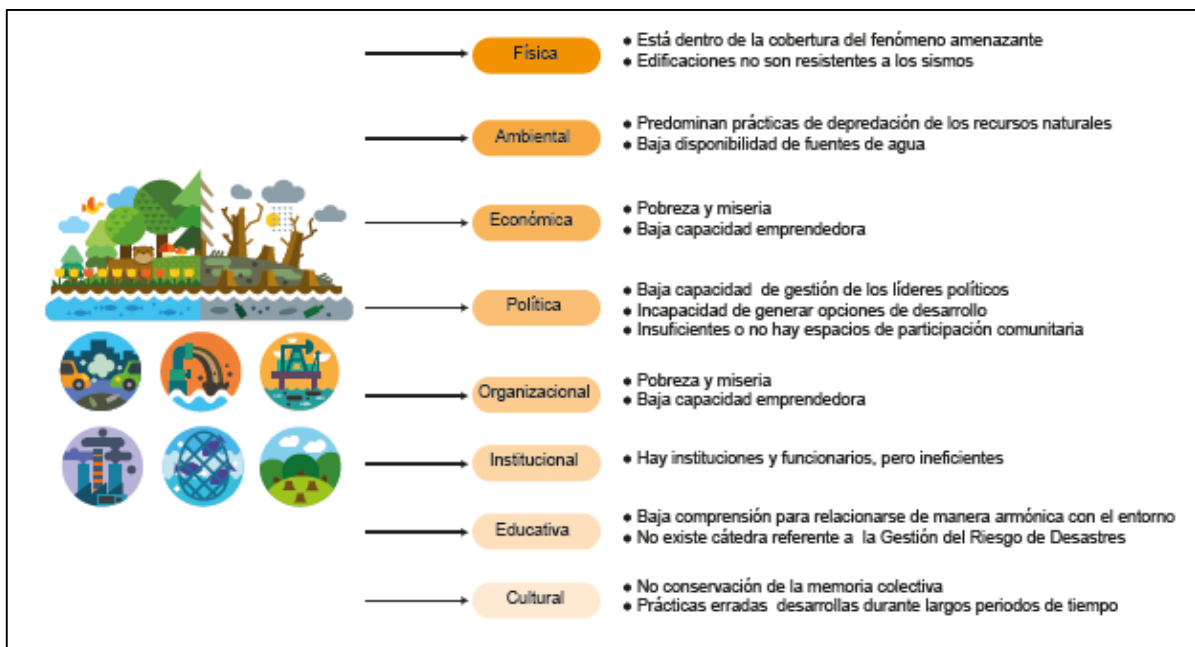 Física
● Está dentro de la cobertura del fenómeno amenazante
● Edificaciones no son resistentes a los sismos
Ambiental
● Predominan prácticas de depredación de los recursos naturales
● Baja disponibilidad de fuentes de agua
Económica
● Pobreza y miseria
● Baja capacidad emprendedora
Política
● Baja capacidad de gestión de los líderes políticos
● Incapacidad de generar opciones de desarrollo
● Insuficientes o no hay espacios de participación comunitaria
Organizacional
● Pobreza y miseria
● Baja capacidad emprendedora
Institucional
● Hay instituciones y funcionarios, pero ineficientes
Educativa
● Baja comprensión para relacionarse de manera armónica con el entorno
● No existe cátedra referente a la Gestión del Riesgo de Desastres
Cultural
● No conservación de la memoria colectiva
● Prácticas erradas desarrollas durante largos periodos de tiempo